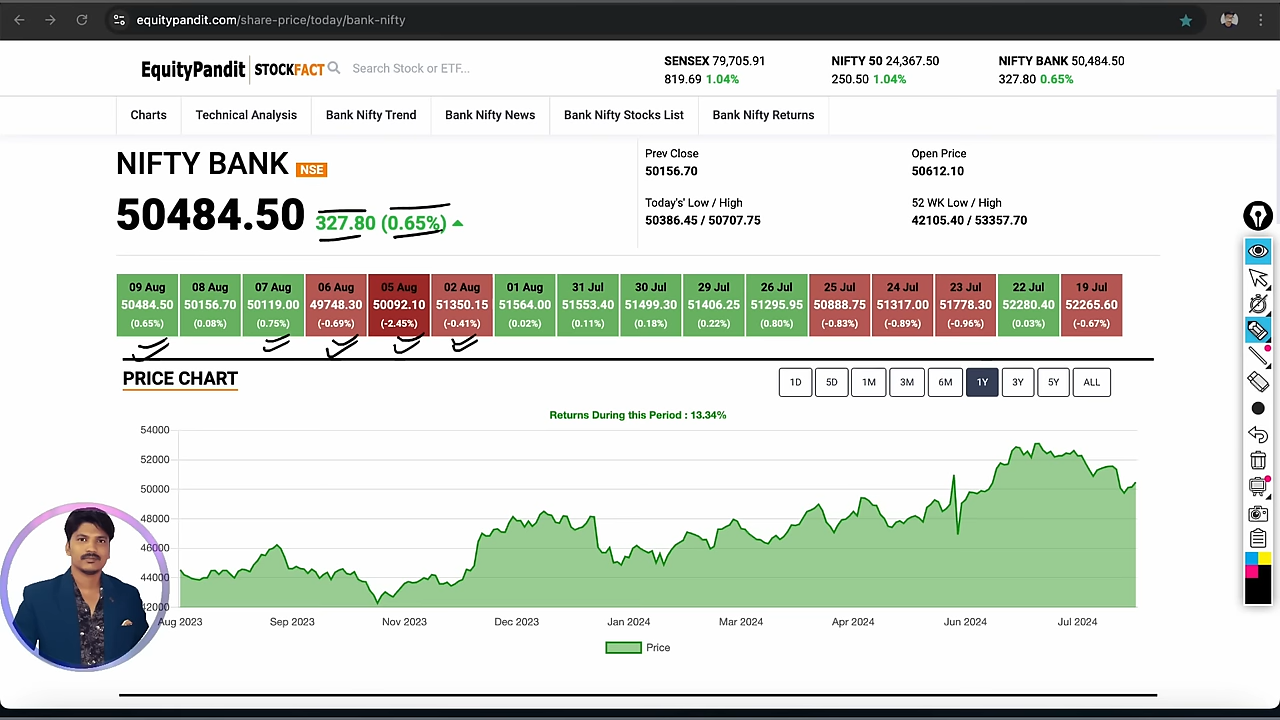 equitypandit.com/share-price/today/bank-nifty
EquityPandit STOCKFACT Search Stock or ETF...
SENSEX 79,705.91
819.69 1.04%
NIFTY 50 24,367.50
250.50 1.04%
NIFTY BANK 50,484.50
327.80 0.65%
Charts Technical Analysis Bank Nifty Trend Bank Nifty News Bank Nifty Stocks List Bank Nifty Returns
NIFTY BANK NSE
50484.50 327.80 (0.65%)
Prev Close
50156.70
Open Price
50612.10
Today's' Low / High
50386.45 / 50707.75
52 WK Low / High
42105.40 / 53357.70
09 Aug 08 Aug 07 Aug 06 Aug 05 Aug 02 Aug 01 Aug 31 Jul 30 Jul 29 Jul 26 Jul 25 Jul 24 Jul 23 Jul 22 Jul 19 Jul
50484.50 50156.70 50119.00 49748.30 50092.10 51350.15 51564.00 51553.40 51499.30 51406.25 51295.95 50888.75 51317.00 51778.30 52280.40 52265.60
(0.65%) (0.08%) (0.75%) (-0.69%) (-2.45%) (-0.41%) (0.02%) (0.11%) (0.18%) (0.22%) (0.80%) (-0.83%) (-0.89%) (-0.96%) (0.03%) (-0.67%)
PRICE CHART
1D 5D 1M 3M 6M 1Y 3Y 5Y ALL
Returns During this Period : 13.34%
54000
52000
50000
48000
46000
44000
42000
Aug 2023 Sep 2023 Nov 2023 Dec 2023 Jan 2024 Mar 2024 Apr 2024 Jun 2024 Jul 2024
Price